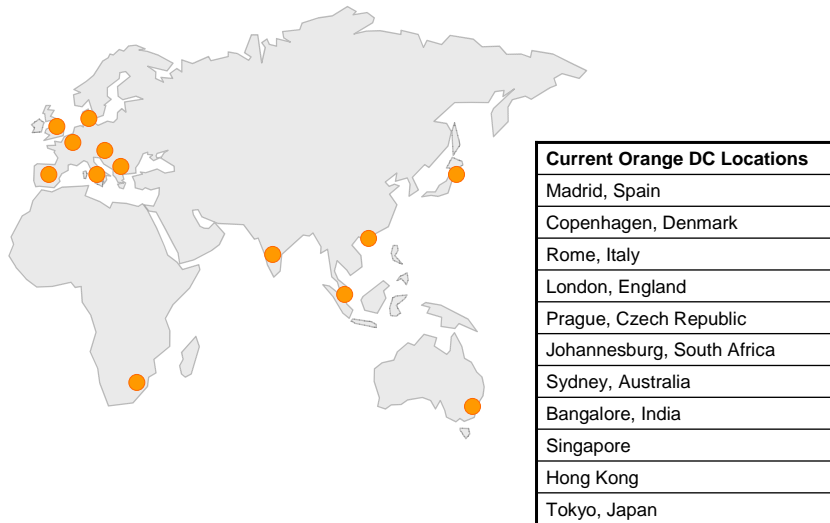 Current Orange DC Locations
Madrid, Spain
Copenhagen, Denmark
Rome, Italy
London, England
Prague, Czech Republic
Johannesburg, South Africa
Sydney, Australia
Bangalore, India
Singapore
Hong Kong
Tokyo, Japan